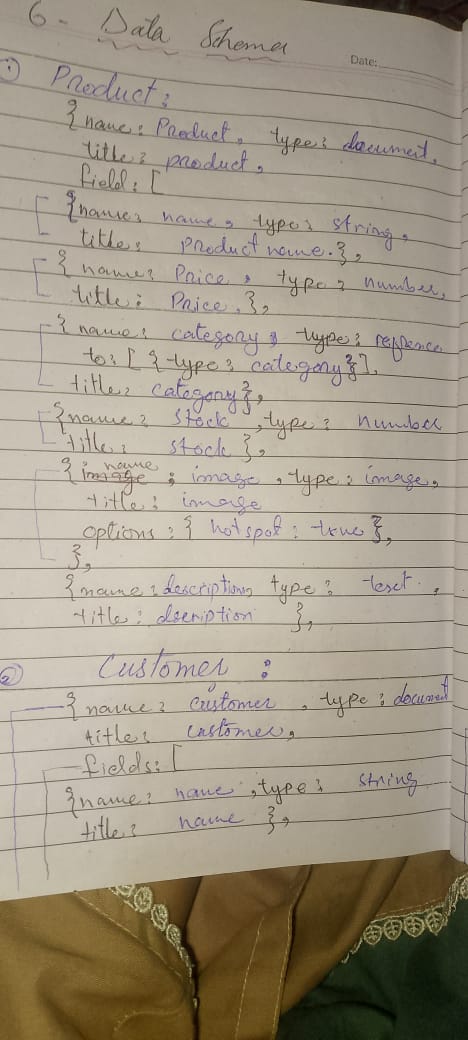 6 - Data Schema
Date:
① Product :
{ name : Product, type : document,
title : product,
field : [
{ name : name, type : string,
title : Product name . },
{ name : Price, type : number,
title : Price . },
{ name : category, type : refrence
to : [ { type : category } ],
title : category },
{ name : stock , type : number
title : stock },
name
{ image : image , type : image,
title : image
options : { hotspot : true },
},
{ name : description, type : text ,
title : dseription },
② Customer :
{ name : customer , type : document
title : customer,
fields : [
{ name : name , type : string
title : name },